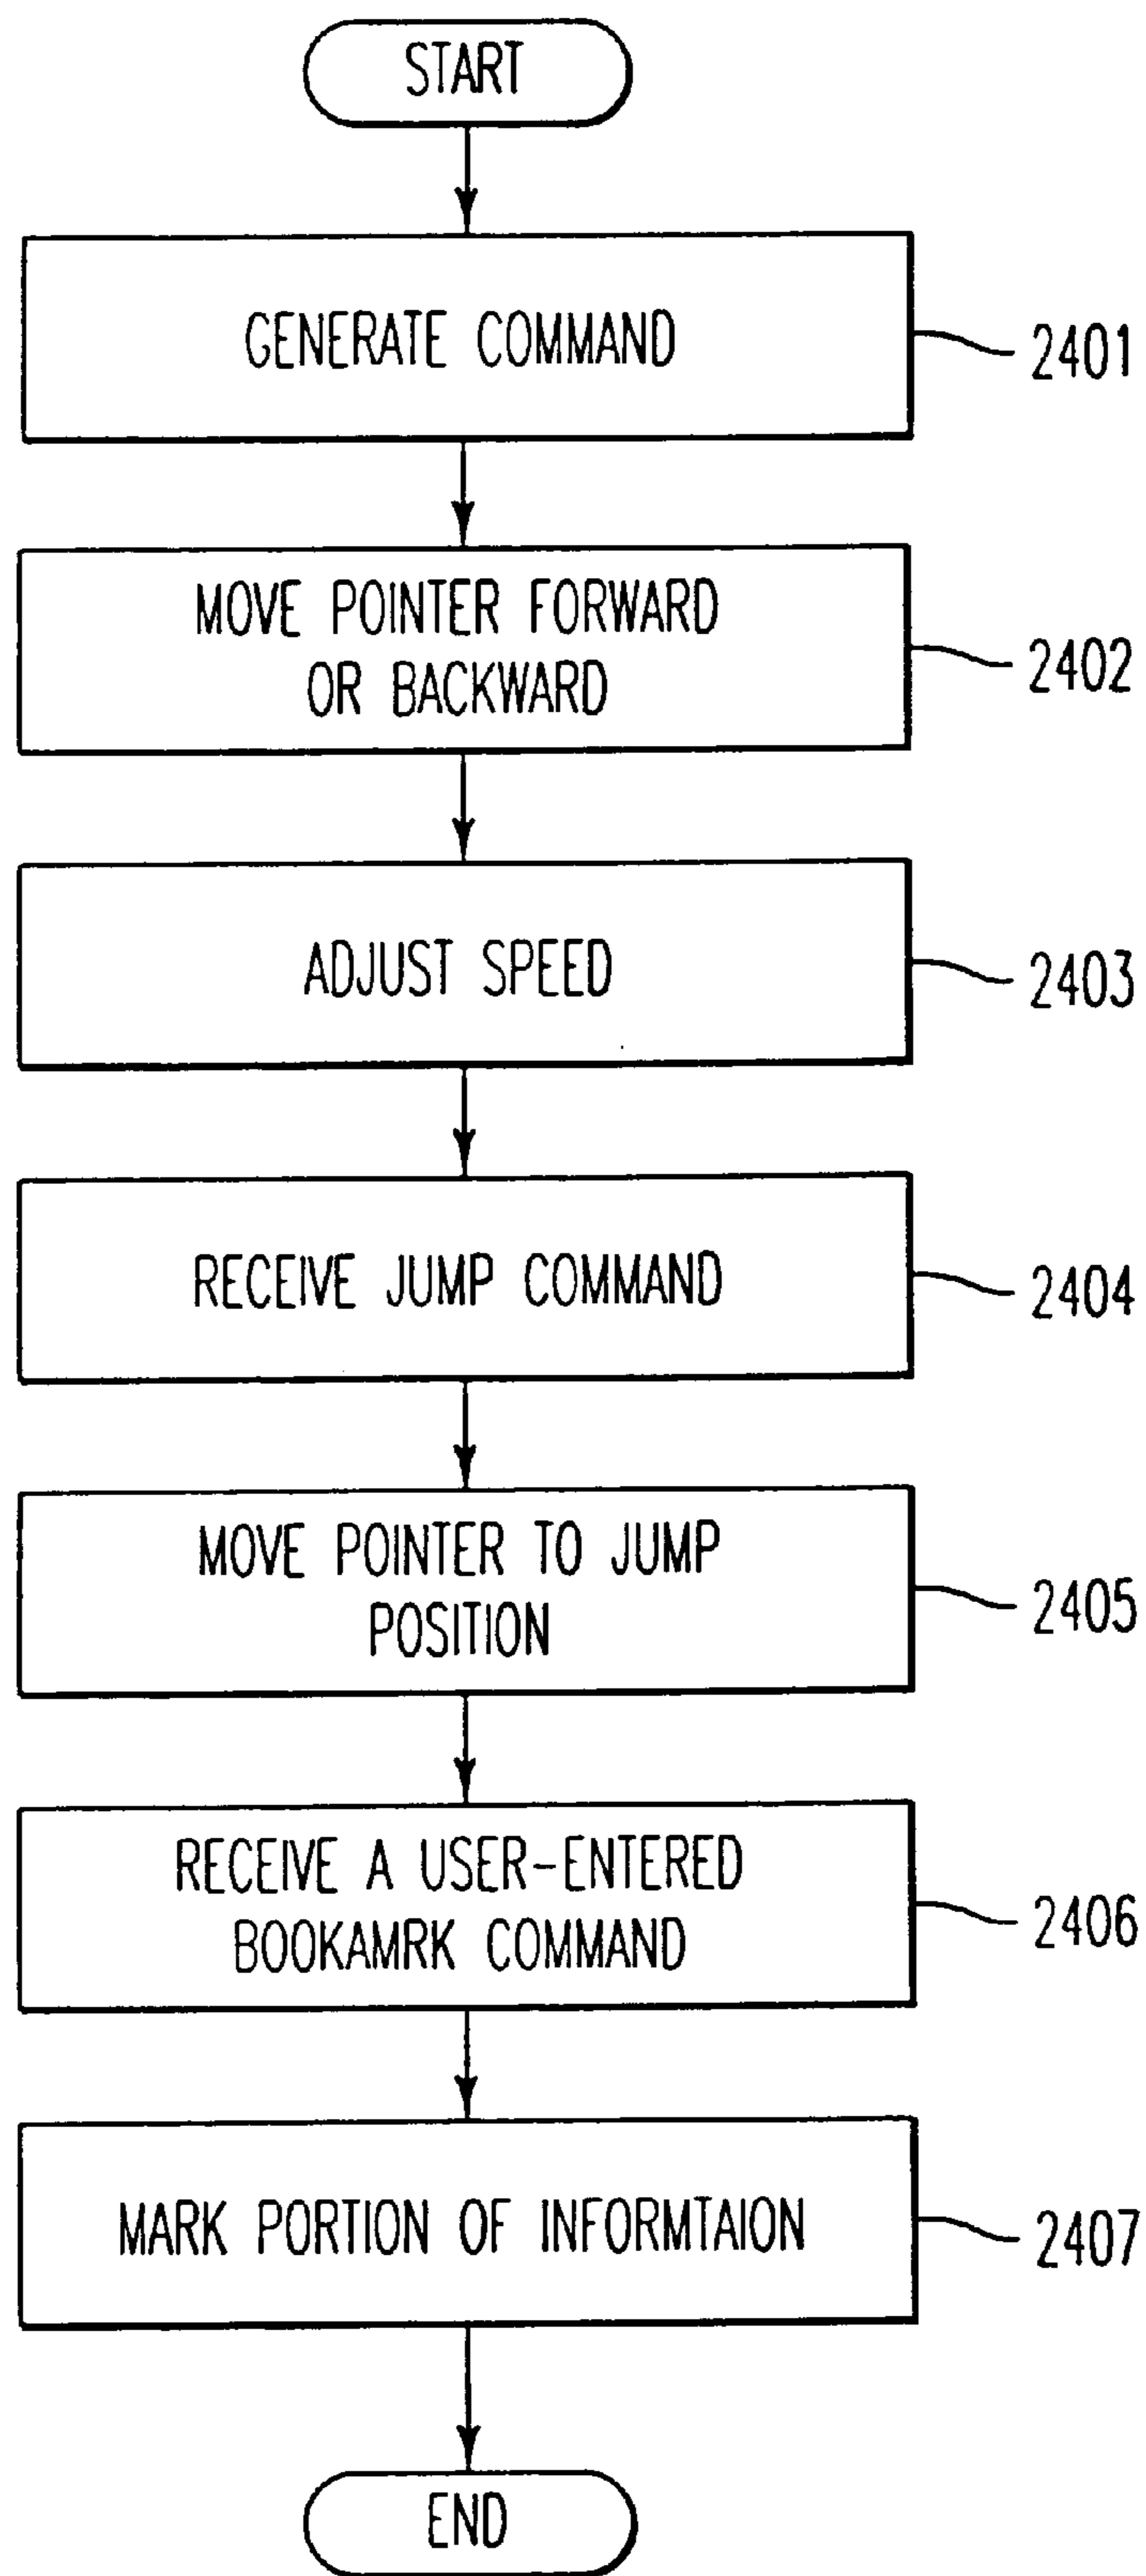 START
GENERATE COMMAND
2401
MOVE POINTER FORWARD
OR BACKWARD
2402
ADJUST SPEED
2403
RECEIVE JUMP COMMAND
2404
MOVE POINTER TO JUMP
POSITION
2405
RECEIVE A USER-ENTERED
BOOKAMRK COMMAND
2406
MARK PORTION OF INFORMTAION
2407
END